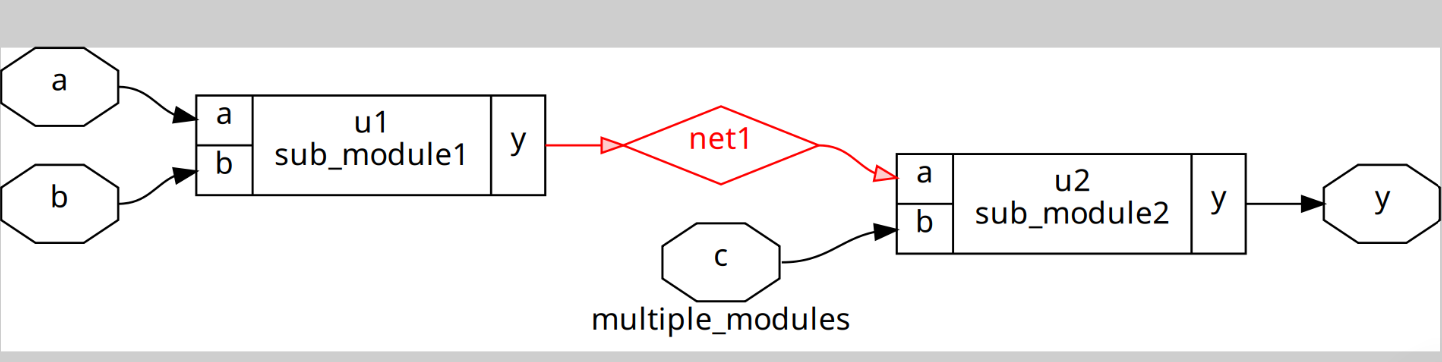 a
b
a
b
u1
sub_module1
y
net1
c
a
b
u2
sub_module2
y
y
multiple_modules